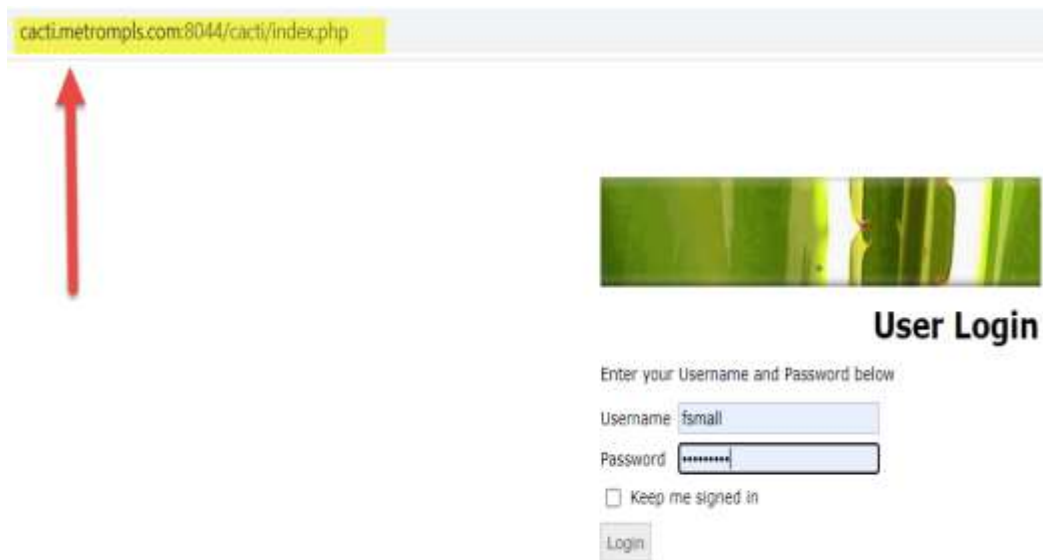 cacti.metrompls.com:8044/cacti/index.php
User Login
Enter your Username and Password below
Username fsmall
Password •••••••••
Keep me signed in
Login